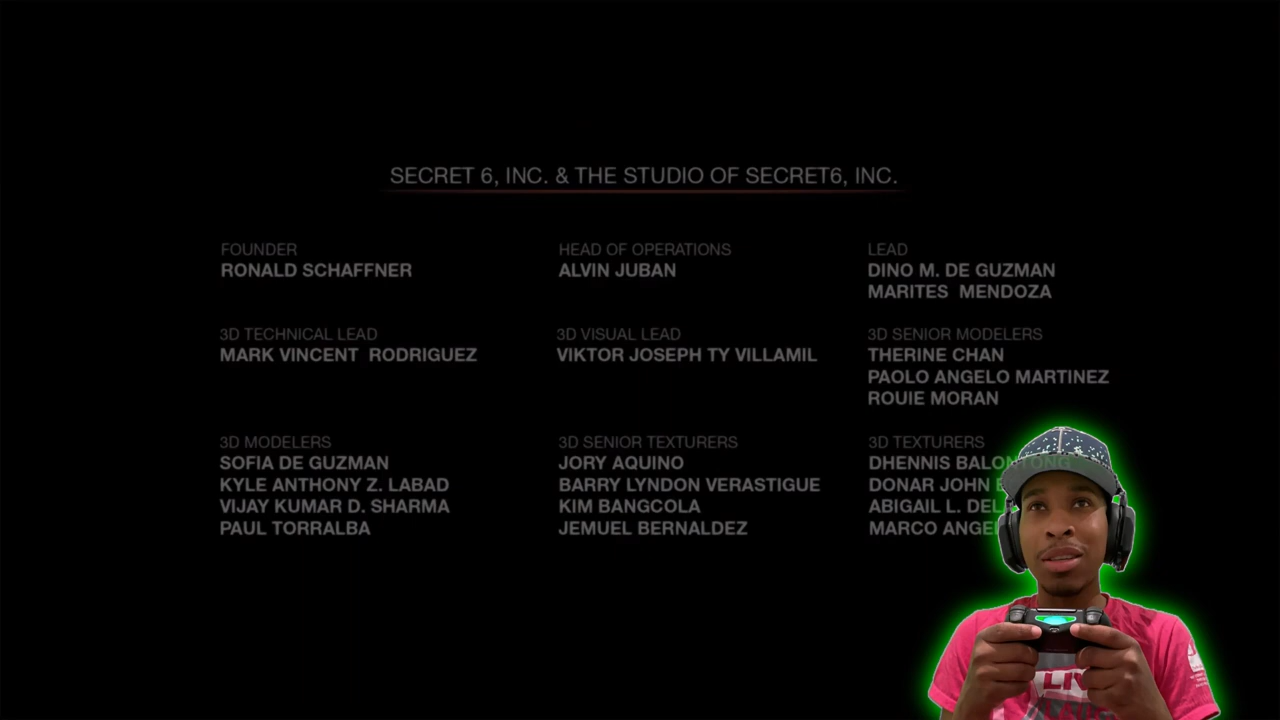 SECRET 6, INC. & THE STUDIO OF SECRET6, INC.
FOUNDER
RONALD SCHAFFNER
HEAD OF OPERATIONS
ALVIN JUBAN
LEAD
DINO M. DE GUZMAN
MARITES MENDOZA
3D TECHNICAL LEAD
MARK VINCENT RODRIGUEZ
3D VISUAL LEAD
VIKTOR JOSEPH TY VILLAMIL
3D SENIOR MODELERS
THERINE CHAN
PAOLO ANGELO MARTINEZ
ROUIE MORAN
3D MODELERS
SOFIA DE GUZMAN
KYLE ANTHONY Z. LABAD
VIJAY KUMAR D. SHARMA
PAUL TORRALBA
3D SENIOR TEXTURERS
JORY AQUINO
BARRY LYNDON VERASTIGUE
KIM BANGCOLA
JEMUEL BERNALDEZ
3D TEXTURERS
DHENNIS BALONTONG
DONAR JOHN
ABIGAIL L.
MARCO